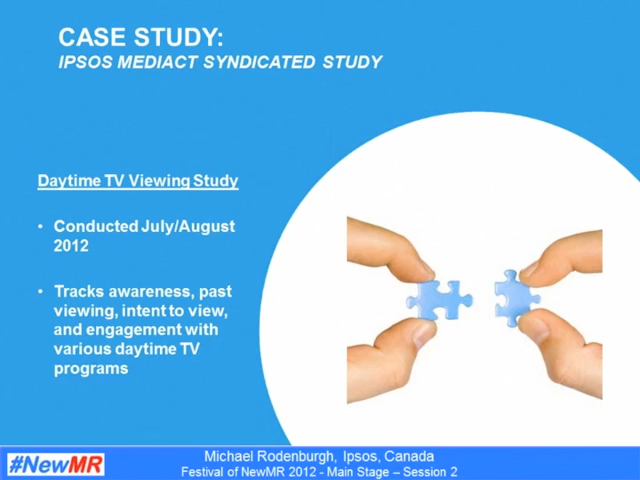 CASE STUDY:
IPSOS MEDIACT SYNDICATED STUDY
Daytime TV Viewing Study
• Conducted July/August
2012
• Tracks awareness, past
viewing, intent to view,
and engagement with
various daytime TV
programs
#NewMR
Michael Rodenburgh, Ipsos, Canada
Festival of NewMR 2012 - Main Stage – Session 2